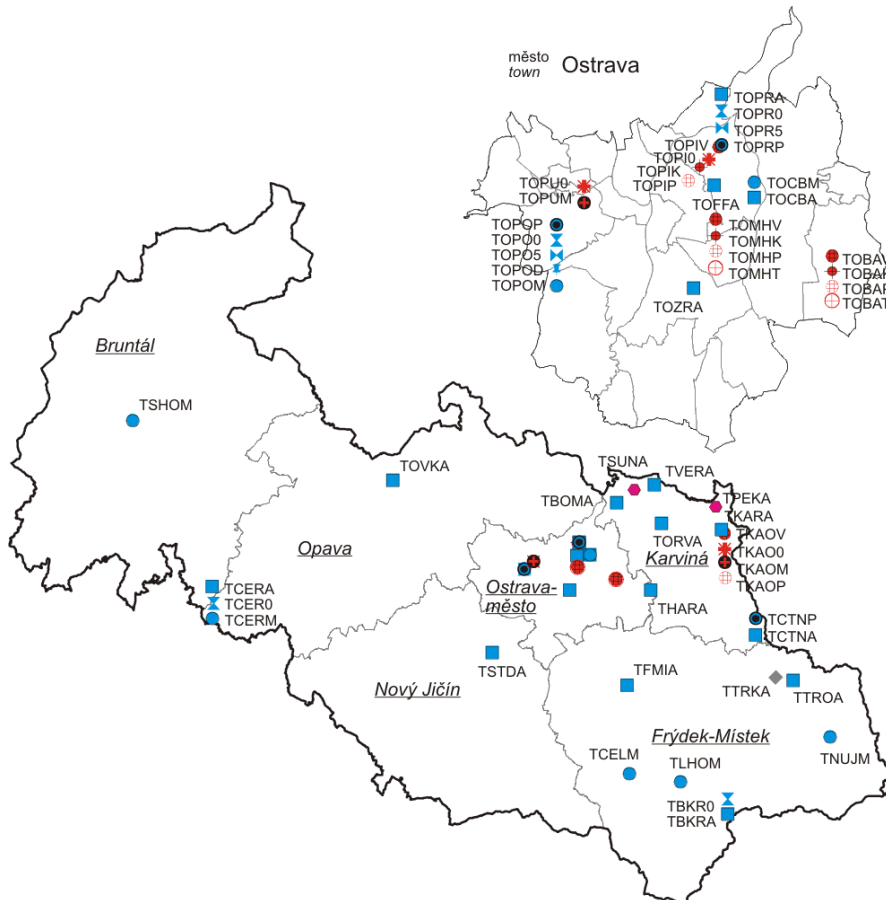 město
town
Ostrava
TOPRA
TOPR0
TOPR5
TOPIV
TOPRP
TOPI0
TOPIK
TOPIP
TOPU0
TOPUM
TOCBM
TOCBA
TOFFA
TOPOP
TOPO0
TOPO5
TOPOD
TOPOM
TOMHV
TOMHK
TOMHP
TOMHT
TOBAV
TOBAK
TOBAP
TOBAT
TOZRA
Bruntál
TSHOM
TOVKA
TSUNA
TVERA
TBOMA
TPEKA
TKARA
TORVA
TKAOV
Opava
Karviná
TKAO0
TKAOM
TKAOP
Ostrava-
město
TCERA
TCER0
TCERM
THARA
TCTNP
TCTNA
TSTDA
Nový Jičín
TFMIA
TTRKA
TTROA
Frýdek-Místek
TCELM
TLHOM
TNUJM
TBKR0
TBKRA